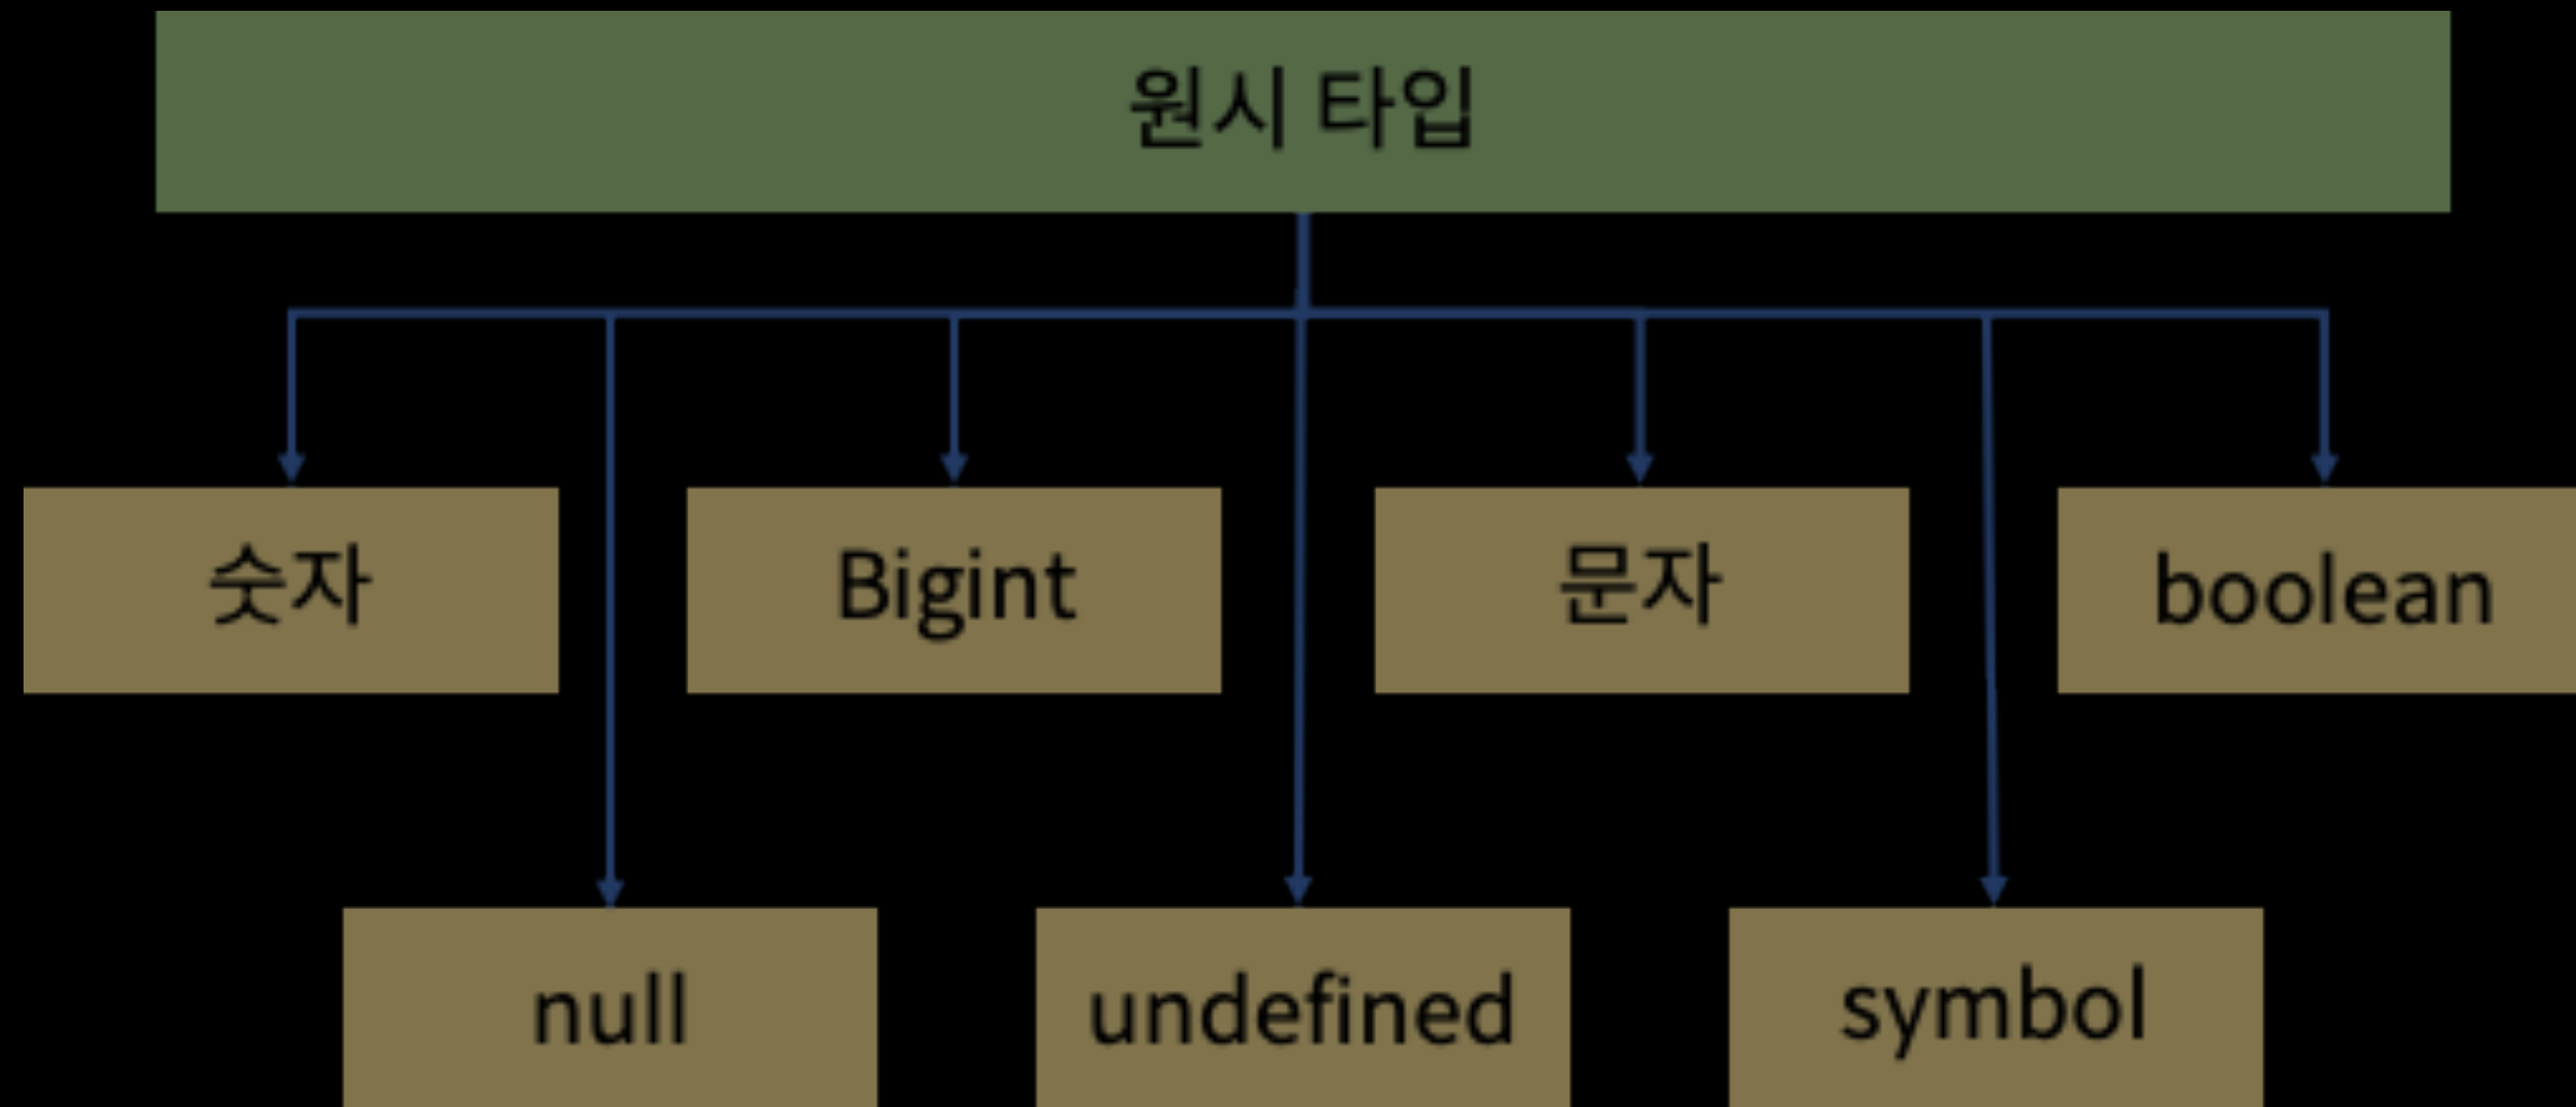 원시 타입
숫자
Bigint
문자
boolean
null
undefined
symbol